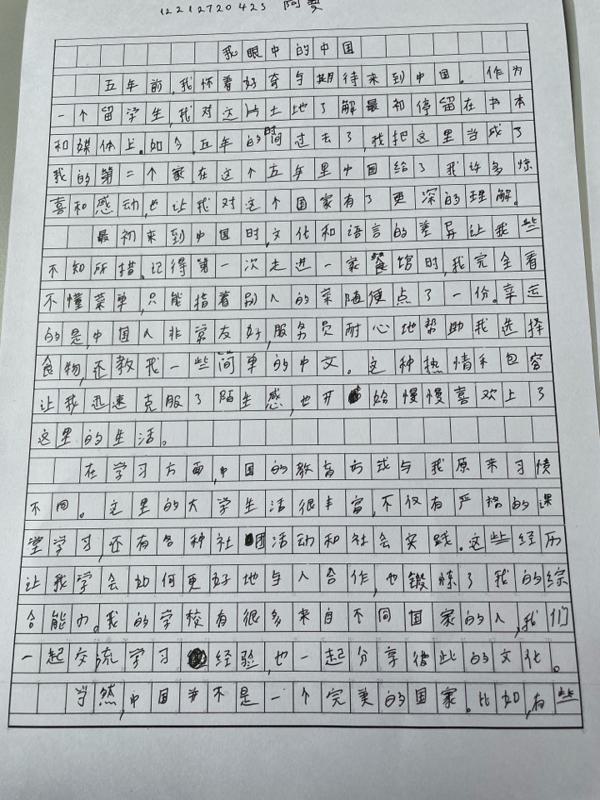 12212720423 阿雯
我眼中的中国
五年前,我怀着好奇与期待来到中国。作为
一个留学生,我对这片土地了解最初停留在书本
和媒体上。如今,五年的时间过去了,我把这里当成了
我的第二个家在这个五年里中国给了我许多惊
喜和感动,也让我对这个国家有了更深的理解。
最初来到中国时,文化和语言的差异让我些
不知所措。记得第一次走进一家餐馆时,我完全看
不懂菜单,只能指着别人的菜随便点了一份。幸运
的是,中国人非常友好,服务员耐心地帮助我选择
食物,还教我一些简单的中文。这种热情和包容
让我迅速克服了陌生感,也开始慢慢喜欢上了
这里的生活。
在学习方面,中国的教育方式与我原来习惯
不同。这里的大学生活很丰富,不仅有严格的课
堂学习,还有各种社团活动和社会实践。这些经历
让我学会如何更好地与人合作,也锻炼了我的综
合能力。我的学校有很多来自不同国家的人,我们
一起交流学习经验,也一起分享彼此的文化。
当然,中国并不是一个完美的国家。比如,有些